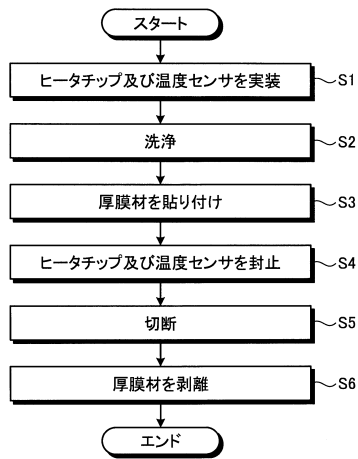 スタート
ヒータチップ及び温度センサを実装 S1
洗浄 S2
厚膜材を貼り付け S3
ヒータチップ及び温度センサを封止 S4
切断 S5
厚膜材を剥離 S6
エンド